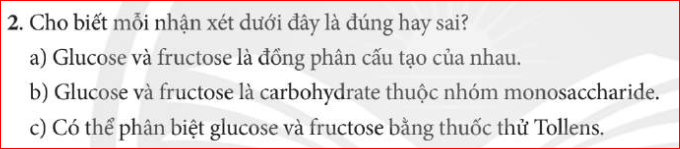 2. Cho biết mỗi nhận xét dưới đây là đúng hay sai?
a) Glucose và fructose là đồng phân cấu tạo của nhau.
b) Glucose và fructose là carbohydrate thuộc nhóm monosaccharide.
c) Có thể phân biệt glucose và fructose bằng thuốc thử Tollens.